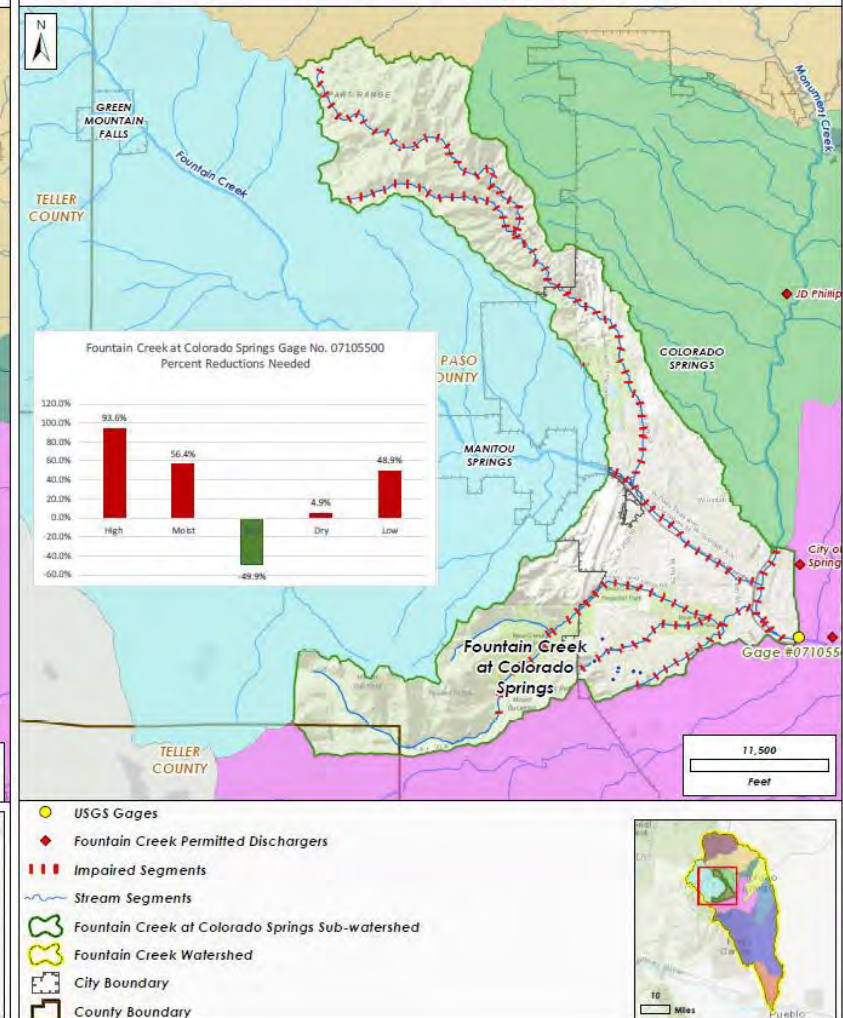 N
GREEN
MOUNTAIN
FALLS
Fountain Creek
Monument Creek
TELLER
COUNTY
JD Phillip
COLORADO
SPRINGS
PASO
OUNTY
MANITOU
SPRINGS
Fountain Creek at Colorado Springs Gage No. 07105500
Percent Reductions Needed
120.0%
100.0%
80.0%
60.0%
40.0%
20.0%
0.0%
-20.0%
-40.0%
-60.0%
93.6%
56.4%
-49.9%
4.9%
48.9%
High
Moist
Dry
Low
City o
Spring
Fountain Creek
at Colorado
Springs
Gage #071055
TELLER
COUNTY
11,500
Feet
USGS Gages
Fountain Creek Permitted Dischargers
Impaired Segments
Stream Segments
Fountain Creek at Colorado Springs Sub-watershed
Fountain Creek Watershed
City Boundary
County Boundary
10
Miles
Pueblo